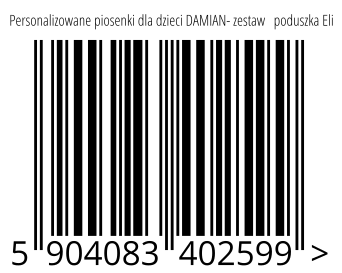 Personalizowane piosenki dla dzieci DAMIAN- zestaw poduszka Eli
5 904083 402599 >